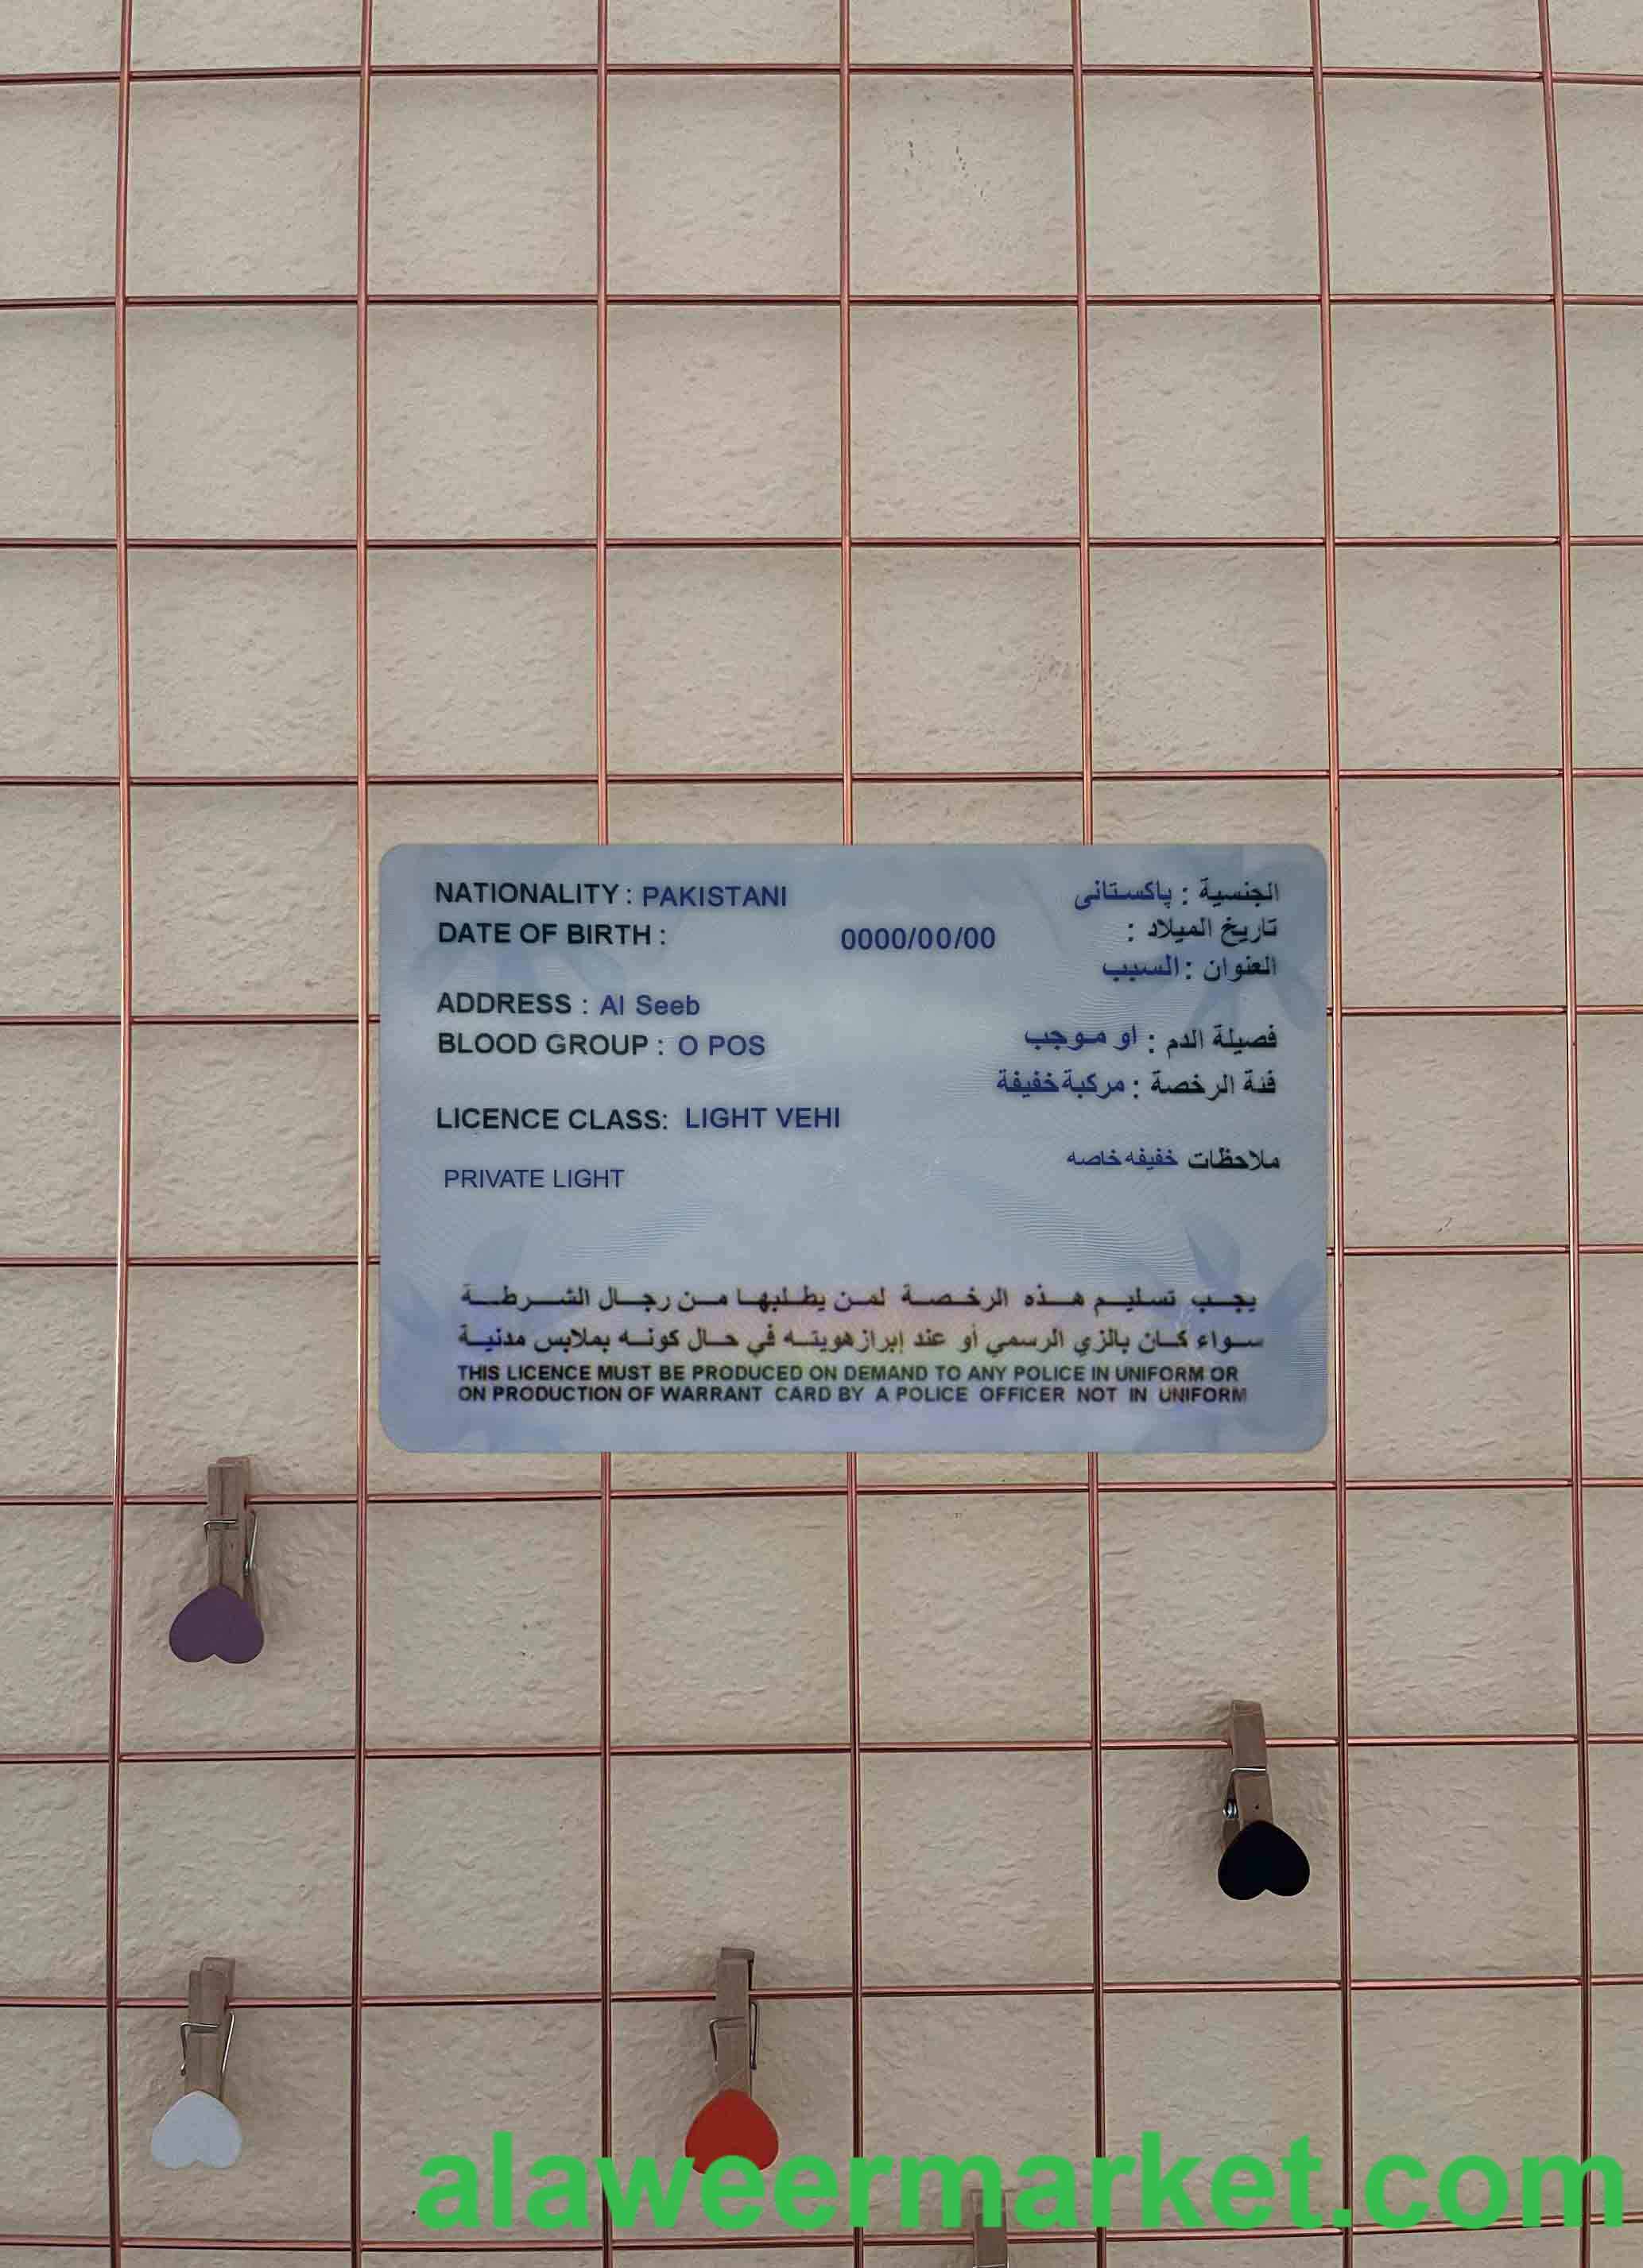 NATIONALITY : PAKISTANI
الجنسية : پاکستانی
DATE OF BIRTH :
0000/00/00
تاريخ الميلاد :
العنوان : السيب
ADDRESS : Al Seeb
BLOOD GROUP : O POS
فصيلة الدم : او موجب
فئة الرخصة : مركبة خفيفة
LICENCE CLASS: LIGHT VEHI
ملاحظات خفيفه خاصه
PRIVATE LIGHT
يجب تسليم هذه الرخصة لمن يطلبها من رجال الشرطة
سواء كان بالزي الرسمي أو عند إبراز هويته في حال كونه بملابس مدنية
THIS LICENCE MUST BE PRODUCED ON DEMAND TO ANY POLICE IN UNIFORM OR
ON PRODUCTION OF WARRANT CARD BY A POLICE OFFICER NOT IN UNIFORM
alaweermarket.com